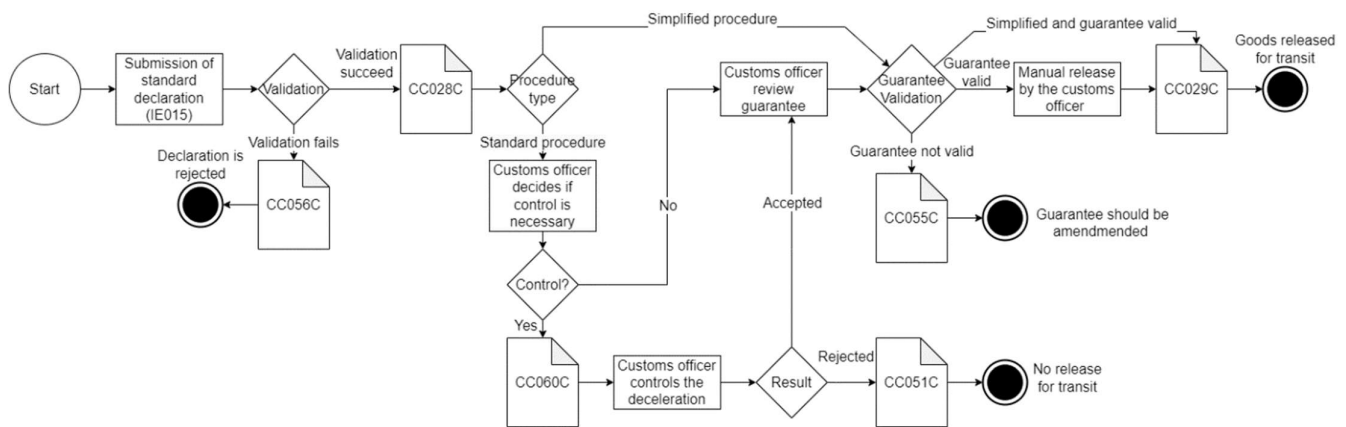 Simplified procedure
Simplified and guarantee valid
Start
Submission of
standard
declaration
(IE015)
Validation
Validation
succeed
CC028C
Procedure
type
Customs officer
review
guarantee
Guarantee
Validation
Guarantee
valid
Manual release
by the customs
officer
CC029C
Goods released
for transit
Validation fails
Declaration is
rejected
CC056C
Standard procedure
Customs officer
decides if
control is
necessary
No
Accepted
Guarantee not valid
CC055C
Guarantee should be
amendmended
Control?
Yes
CC060C
Customs officer
controls the
deceleration
Result
Rejected
CC051C
No release
for transit